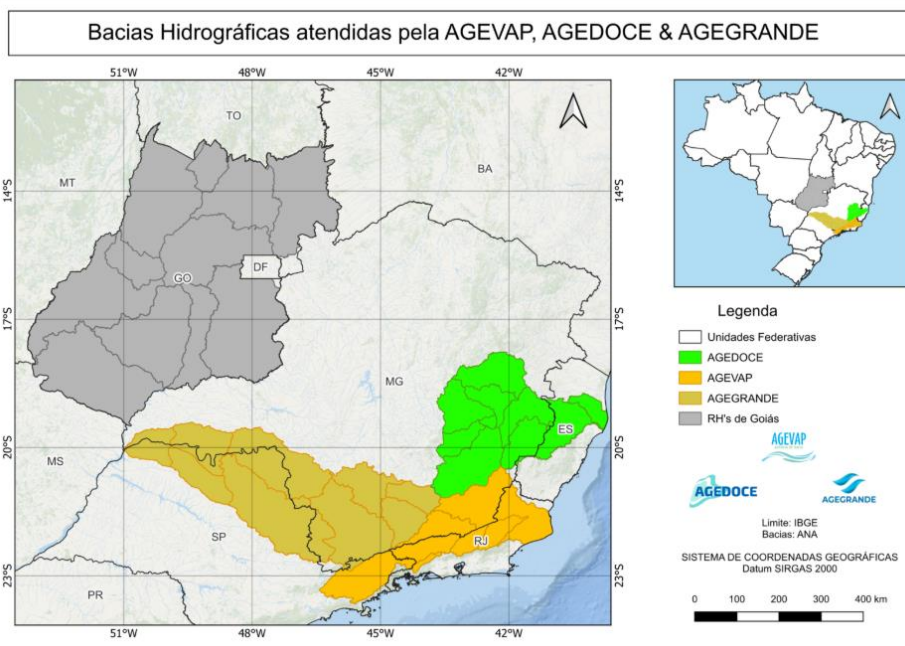 Bacias Hidrográficas atendidas pela AGEVAP, AGEDOCE & AGEGRANDE
51°W 48°W 45°W 42°W
TO
BA
MT
14°S 14°S
DF
GO
17°S 17°S
MG
ES
20°S 20°S
MS
SP
RJ
23°S 23°S
PR
51°W 48°W 45°W 42°W
Legenda
Unidades Federativas
AGEDOCE
AGEVAP
AGEGRANDE
RH's de Goiás
AGEVAP
AGEDOCE
AGEGRANDE
Limite: IBGE
Bacias: ANA
SISTEMA DE COORDENADAS GEOGRÁFICAS
Datum SIRGAS 2000
0 100 200 300 400 km